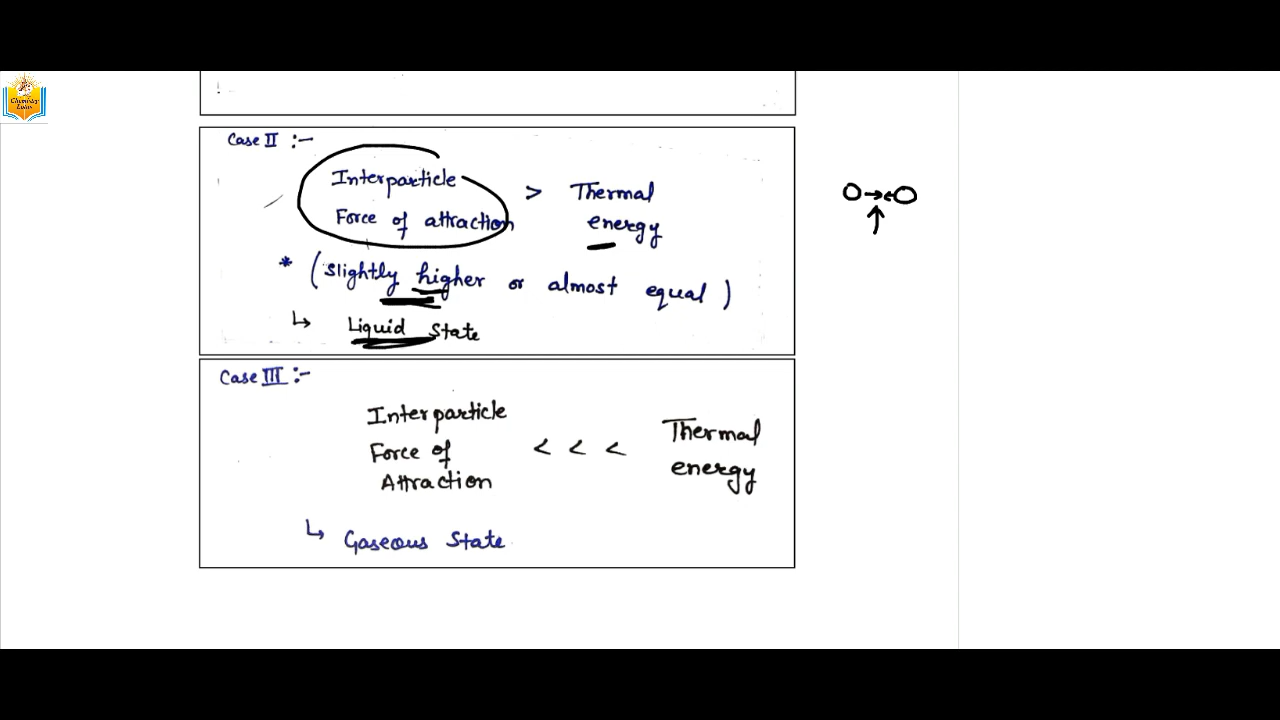 Chemistry
Case II :-
Interparticle > Thermal
Force of attraction energy
* (slightly higher or almost equal)
↳ Liquid State
Case III :-
Interparticle
Force of < < < Thermal
Attraction energy
↳ Gaseous State